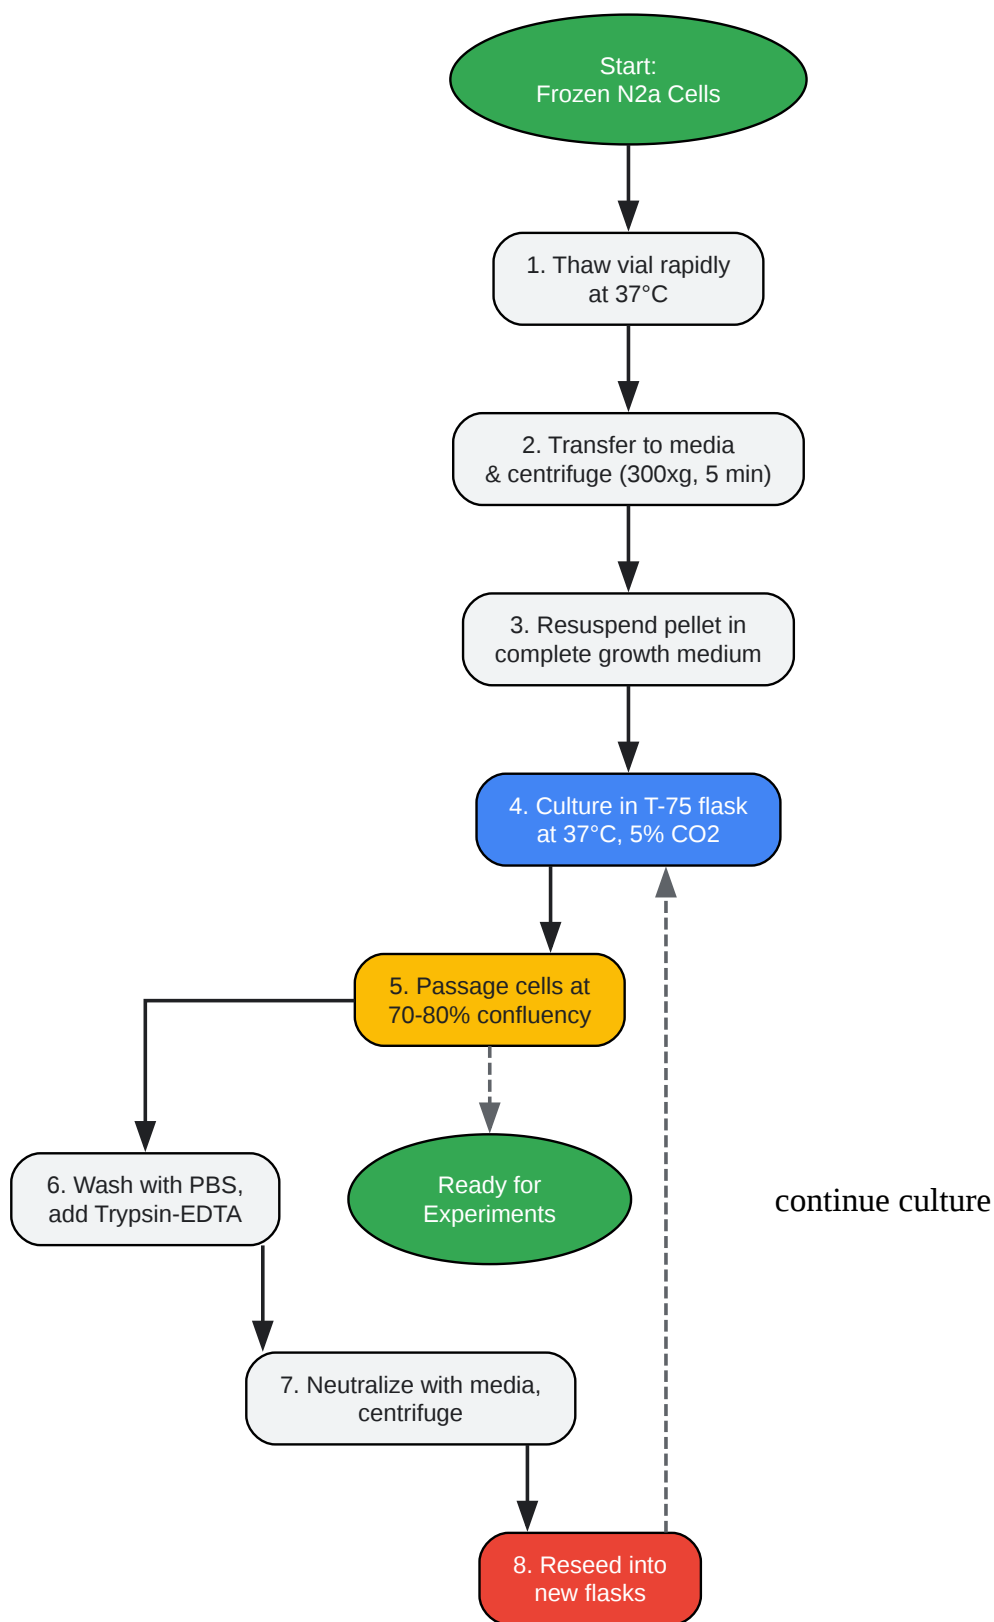 Start:
Frozen N2a Cells
1. Thaw vial rapidly
at 37°C
2. Transfer to media
& centrifuge (300xg, 5 min)
3. Resuspend pellet in
complete growth medium
4. Culture in T-75 flask
at 37°C, 5% CO2
5. Passage cells at
70-80% confluency
6. Wash with PBS,
add Trypsin-EDTA
Ready for
Experiments
continue culture
7. Neutralize with media,
centrifuge
8. Reseed into
new flasks